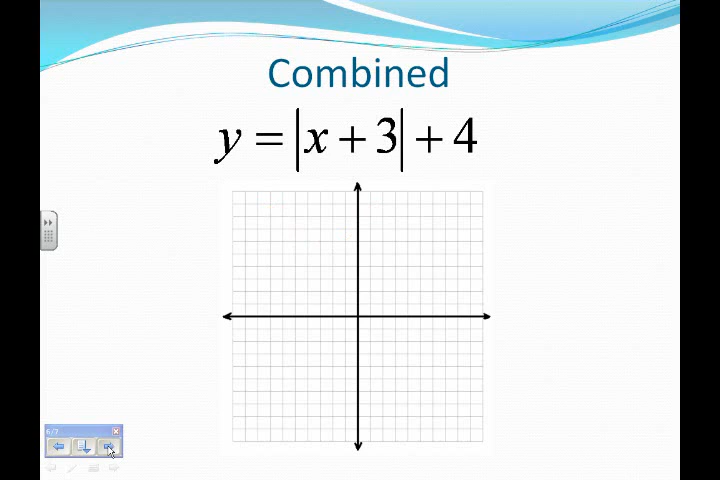 Combined
y = |x + 3| + 4
6/7